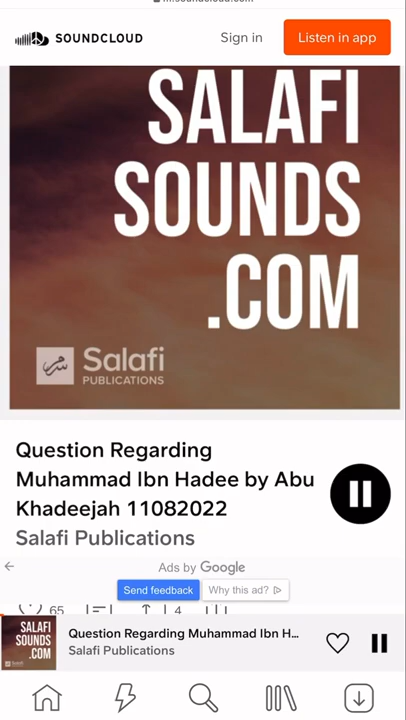 SOUNDCLOUD
Sign in
Listen in app
SALAFI
SOUNDS
.COM
Salafi
PUBLICATIONS
Question Regarding
Muhammad Ibn Hadee by Abu
Khadeejah 11082022
Salafi Publications
Ads by Google
Send feedback
Why this ad?
65
4
SALAFI
SOUNDS
.COM
Question Regarding Muhammad Ibn H...
Salafi Publications